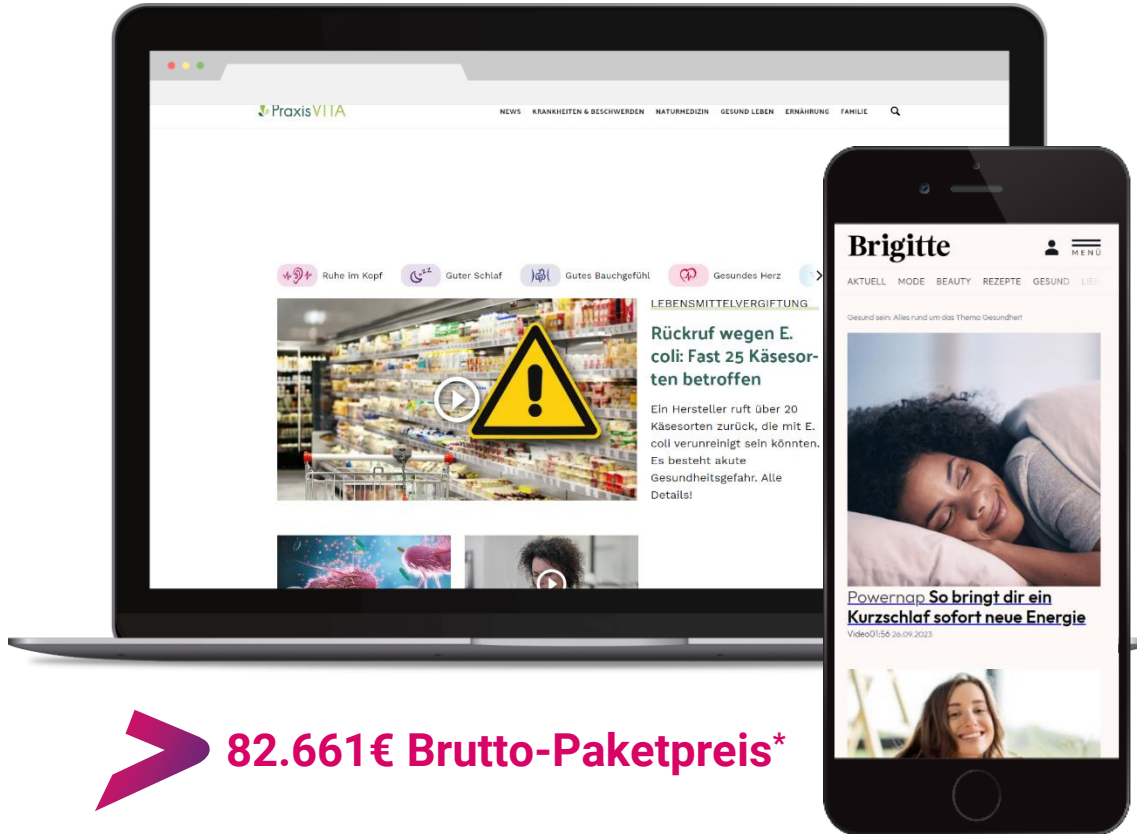 PraxisVITA
NEWS KRANKHEITEN & BESCHWERDEN NATURMEDIZIN GESUND LEBEN ERNÄHRUNG FAMILIE
Ruhe im Kopf Guter Schlaf Gutes Bauchgefühl Gesundes Herz
LEBENSMITTELVERGIFTUNG
Rückruf wegen E.
coli: Fast 25 Käsesor-
ten betroffen
Ein Hersteller ruft über 20
Käsesorten zurück, die mit E.
coli verunreinigt sein könnten.
Es besteht akute
Gesundheitsgefahr. Alle
Details!
Brigitte
MENÜ
AKTUELL MODE BEAUTY REZEPTE GESUND
Gesund sein: Alles rund um das Thema Gesundheit
Powernap So bringt dir ein
Kurzschlaf sofort neue Energie
Video01:56 26.09.2023
82.661€ Brutto-Paketpreis*